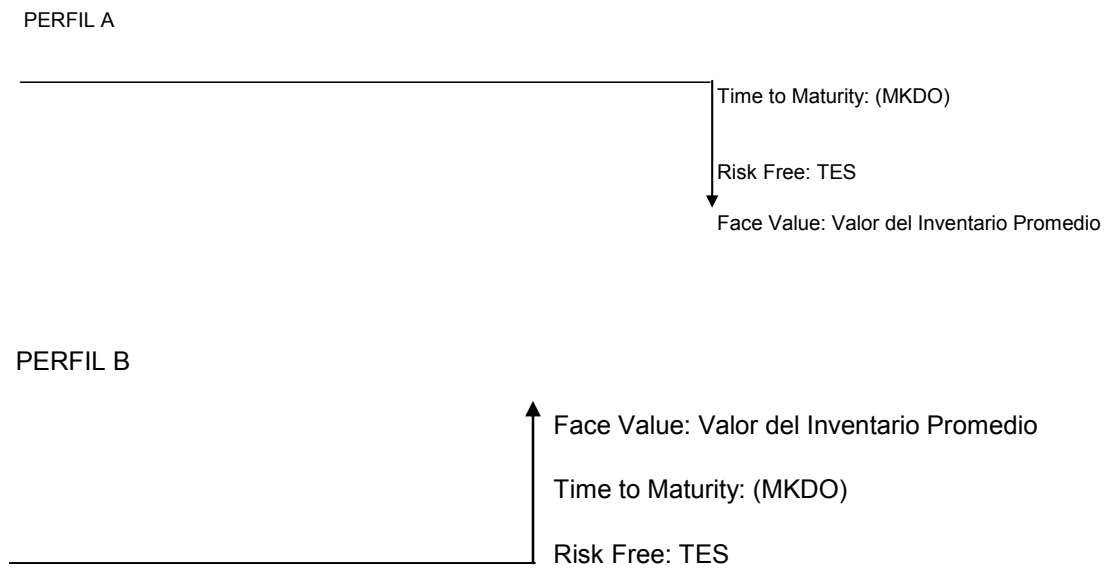 PERFIL A
Time to Maturity: (MKDO)
Risk Free: TES
Face Value: Valor del Inventario Promedio
PERFIL B
Face Value: Valor del Inventario Promedio
Time to Maturity: (MKDO)
Risk Free: TES